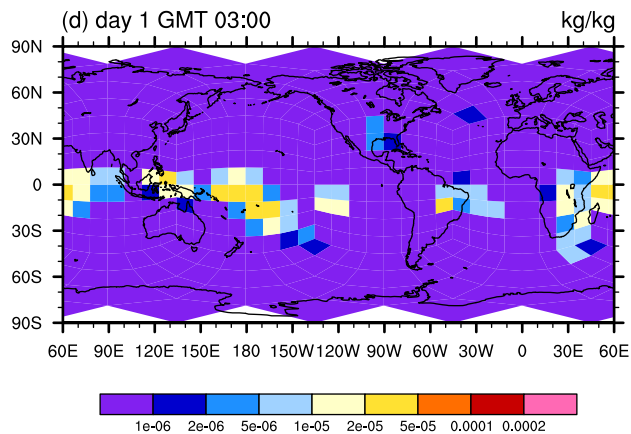 (d) day 1 GMT 03:00 kg/kg
90N
60N
30N
0
30S
60S
90S
60E 90E 120E 150E 180 150W 120W 90W 60W 30W 0 30E 60E
1e-06 2e-06 5e-06 1e-05 2e-05 5e-05 0.0001 0.0002